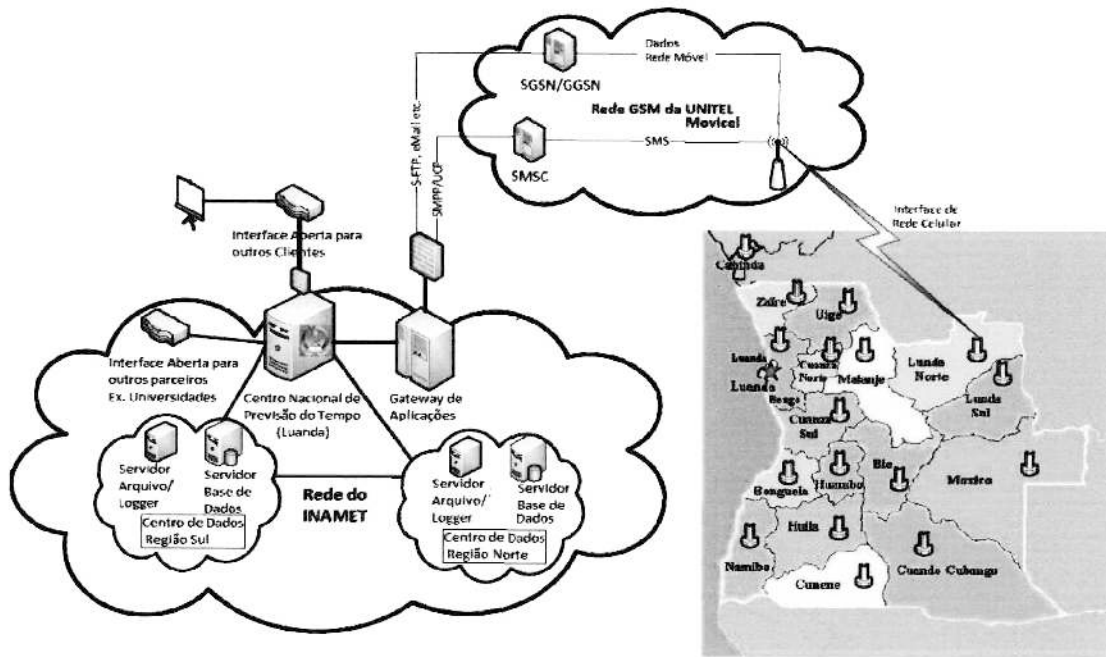 Dados
Rede Móvel
SGSN/GGSN
Rede GSM da UNITEL
Movicel
SMS
SMSC
S-FTP, eMail etc.
SMPP/UCP
Interface de
Rede Celular
Interface Aberta para
outros Clientes
Interface Aberta para
outros parceiros
Ex. Universidades
Centro Nacional de
Previsão do Tempo
(Luanda)
Gateway de
Aplicações
Servidor
Arquivo/
Logger
Servidor
Base de
Dados
Centro de Dados
Região Sul
Rede do
INAMET
Servidor
Arquivo/
Logger
Servidor
Base de
Dados
Centro de Dados
Região Norte
Cabinda
Zaire
Uige
Luanda
Luanda
Bengo
Cuanza
Norte
Malanje
Lunda
Norte
Lunda
Sul
Cuanza
Sul
Benguela
Huambo
Bie
Moxico
Namibe
Huila
Cunene
Cuando Cubango